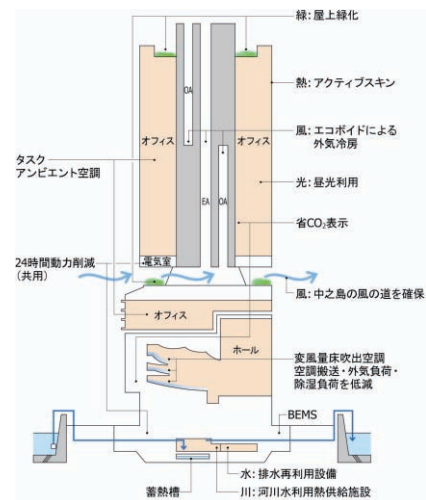 緑：屋上緑化
熱：アクティブスキン
OA
オフィス
オフィス
風：エコボイドによる
外気冷房
タスク
アンビエント空調
光：昼光利用
EA
OA
省CO₂表示
電気室
24時間動力削減
（共用）
風：中之島の風の道を確保
オフィス
ホール
変風量床吹出空調
空調搬送・外気負荷・
除湿負荷を低減
BEMS
水：排水再利用設備
蓄熱槽
川：河川水利用熱供給施設